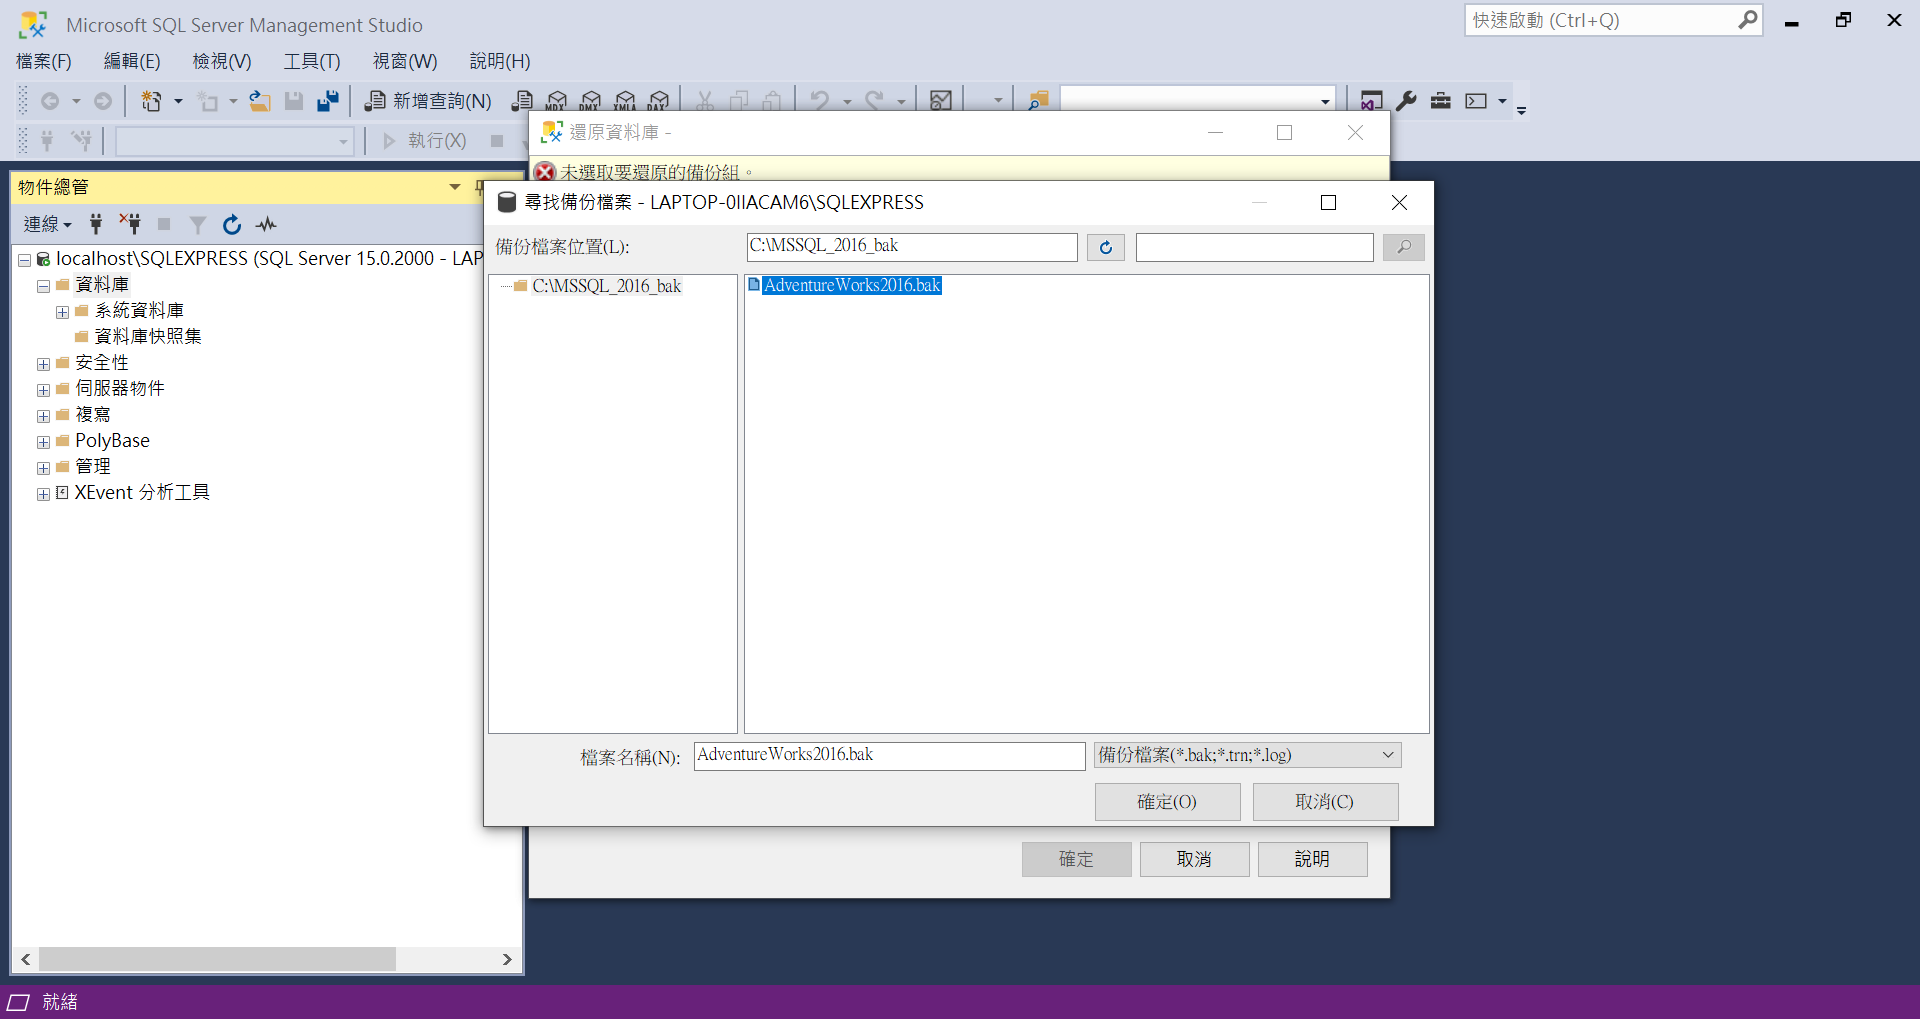 Microsoft SQL Server Management Studio
快速啟動 (Ctrl+Q)
檔案(F) 編輯(E) 檢視(V) 工具(T) 視窗(W) 說明(H)
新增查詢(N) MDX DMX XMLA DAX
執行(X)
還原資料庫 -
未選取要還原的備份組。
物件總管
連線
localhost\SQLEXPRESS (SQL Server 15.0.2000 - LAP
資料庫
系統資料庫
資料庫快照集
安全性
伺服器物件
複寫
PolyBase
管理
XEvent 分析工具
尋找備份檔案 - LAPTOP-0IIACAM6\SQLEXPRESS
備份檔案位置(L): C:\MSSQL_2016_bak
C:\MSSQL_2016_bak
AdventureWorks2016.bak
檔案名稱(N): AdventureWorks2016.bak 備份檔案(*.bak;*.trn;*.log)
確定(O) 取消(C)
確定 取消 說明
就緒